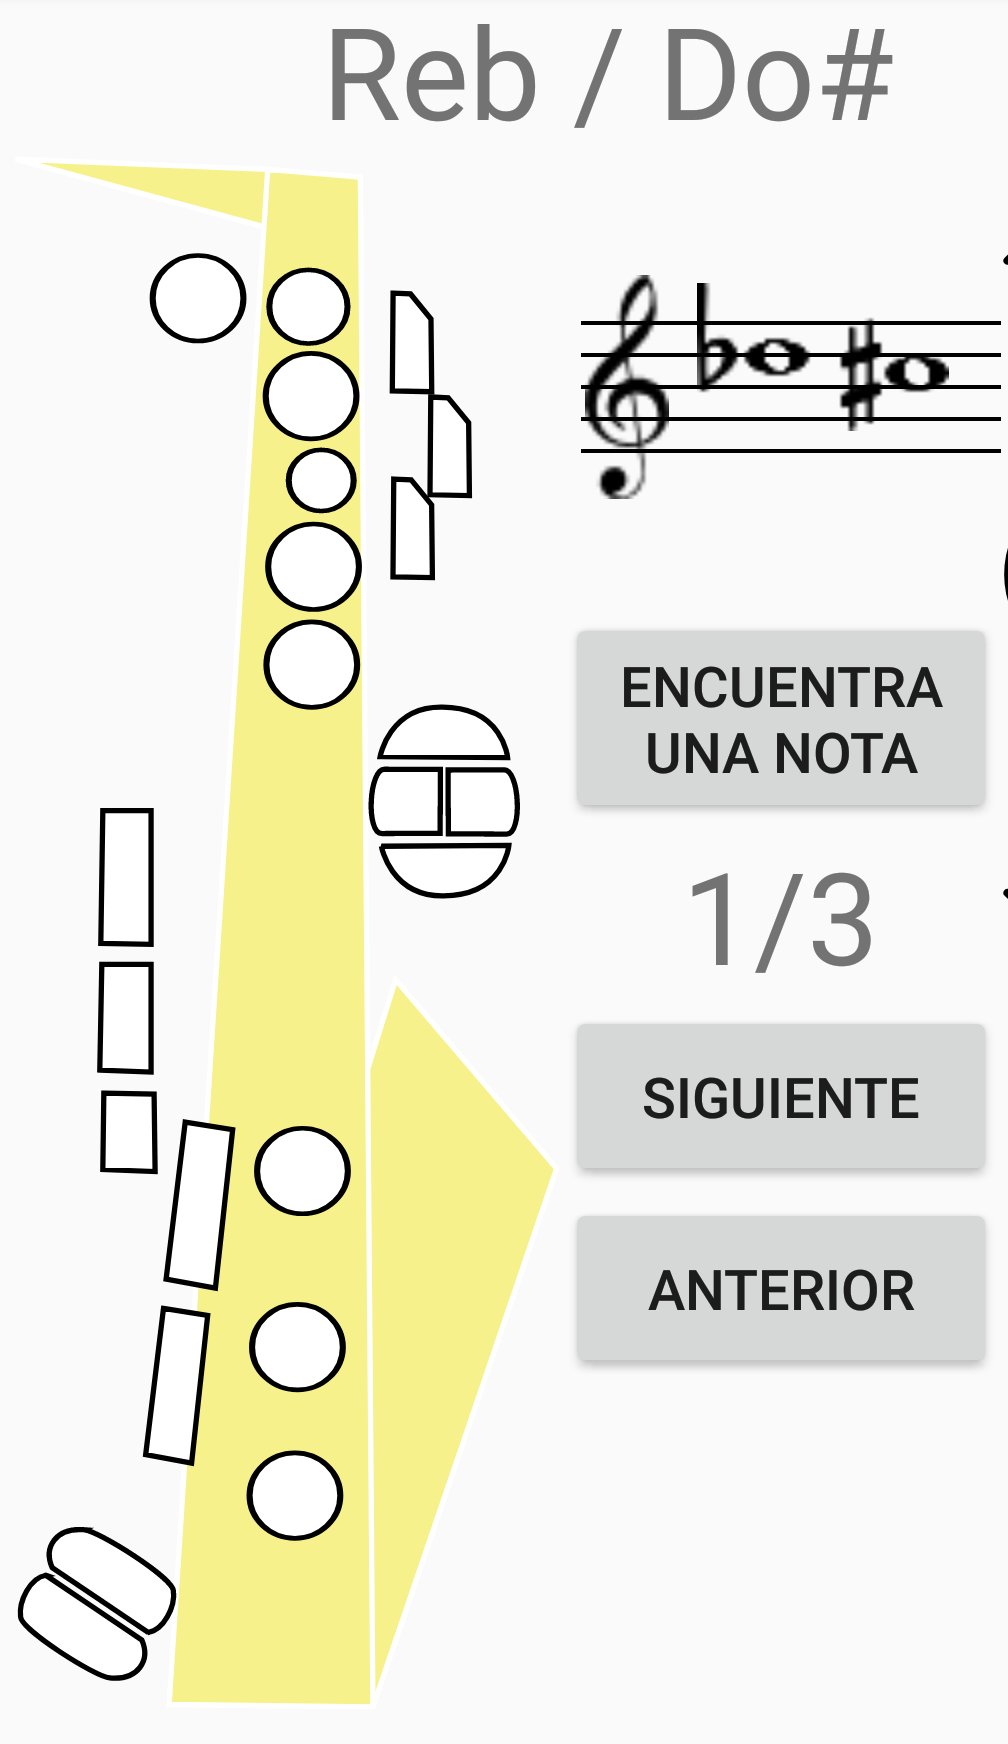 Reb / Do#
ENCUENTRA
UNA NOTA
1/3
SIGUIENTE
ANTERIOR